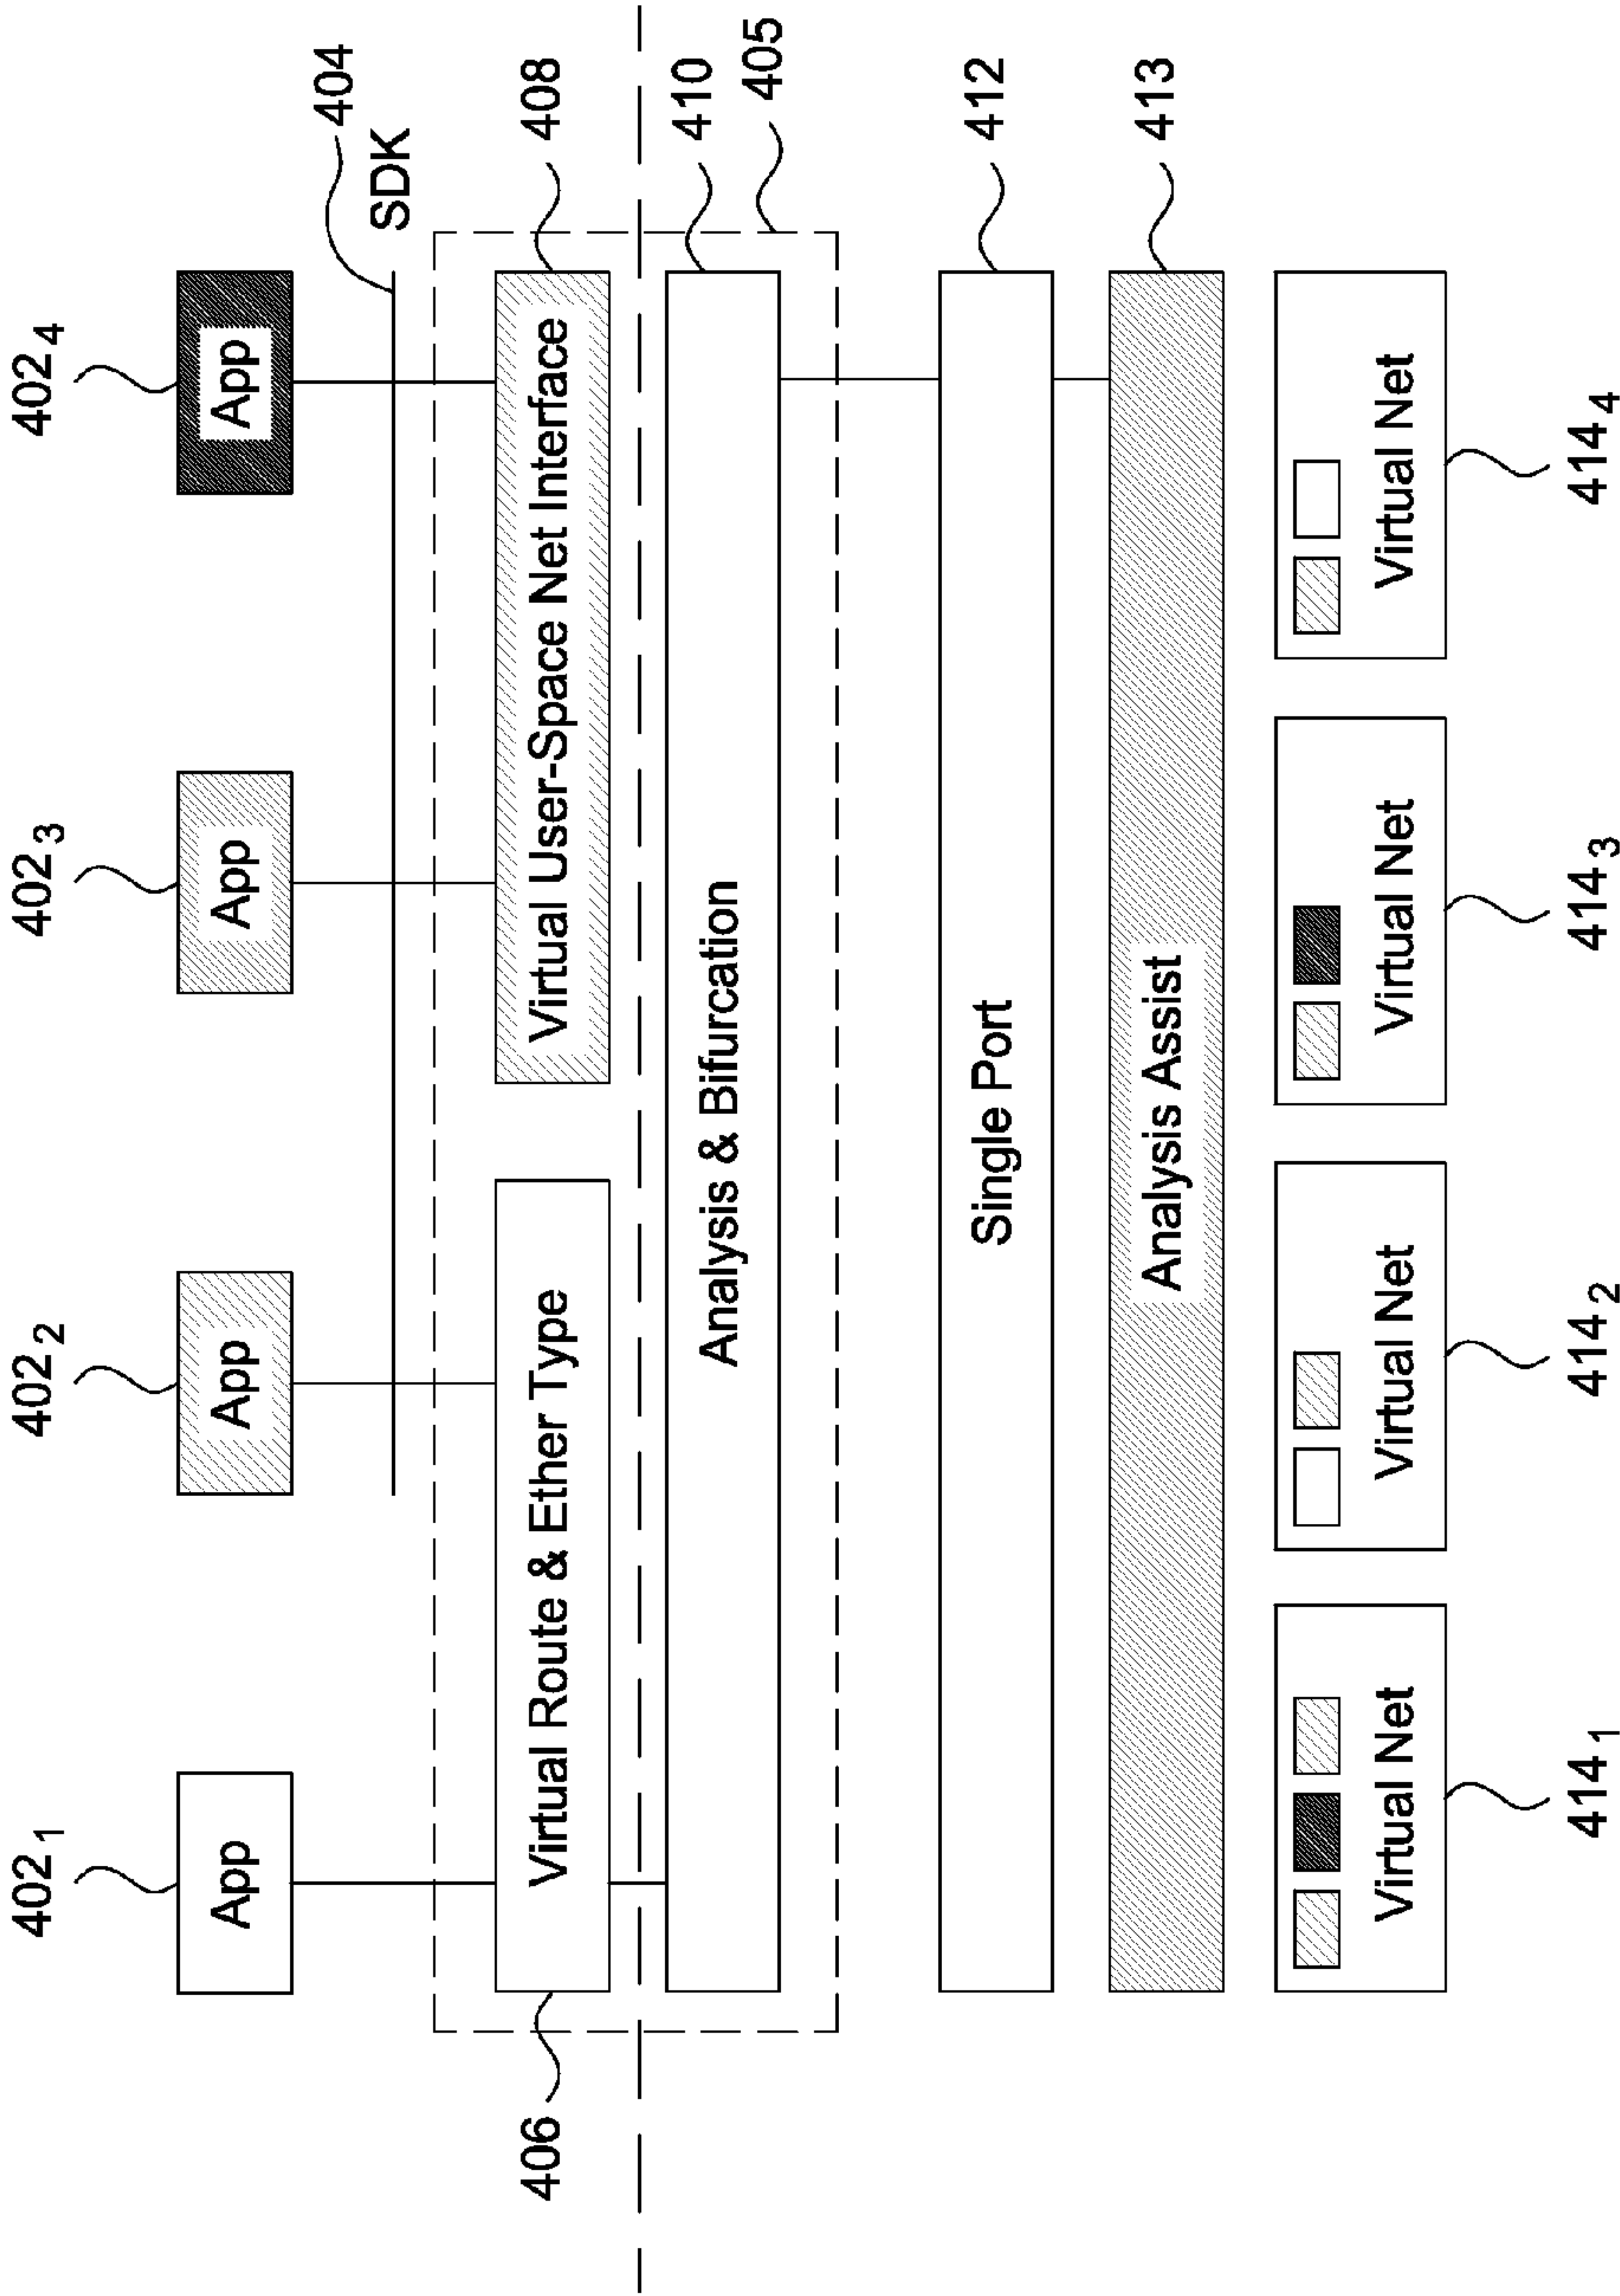 402₁
402₂
402₃
402₄
App
App
App
App
404
SDK
Virtual Route & Ether Type
Virtual User-Space Net Interface
406
408
Analysis & Bifurcation
410
405
Single Port
412
Analysis Assist
413
Virtual Net
Virtual Net
Virtual Net
Virtual Net
414₁
414₂
414₃
414₄